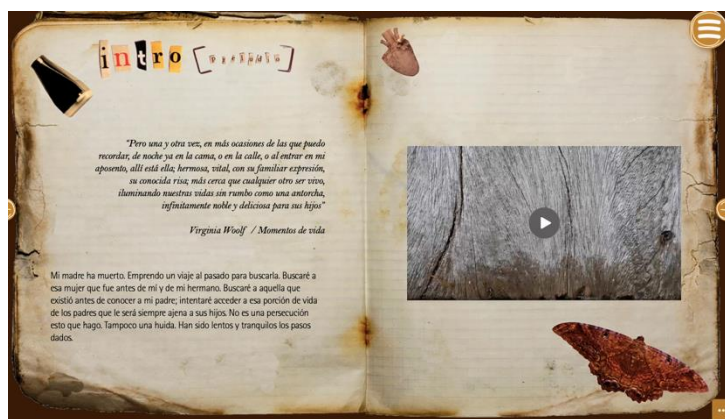 intro
"Pero una y otra vez, en más ocasiones de las que puedo
recordar, de noche ya en la cama, o en la calle, o al entrar en mi
aposento, allí está ella; hermosa, vital, con su familiar expresión,
su conocida risa; más cerca que cualquier otro ser vivo,
iluminando nuestras vidas sin rumbo como una antorcha,
infinitamente noble y deliciosa para sus hijos"
Virginia Woolf / Momentos de vida
Mi madre ha muerto. Emprendo un viaje al pasado para buscarla. Buscaré a
esa mujer que fue antes de mí y de mi hermano. Buscaré a aquella que
existió antes de conocer a mi padre; intentaré acceder a esa porción de vida
de los padres que le será siempre ajena a sus hijos. No es una persecución
esto que hago. Tampoco una huida. Han sido lentos y tranquilos los pasos
dados.